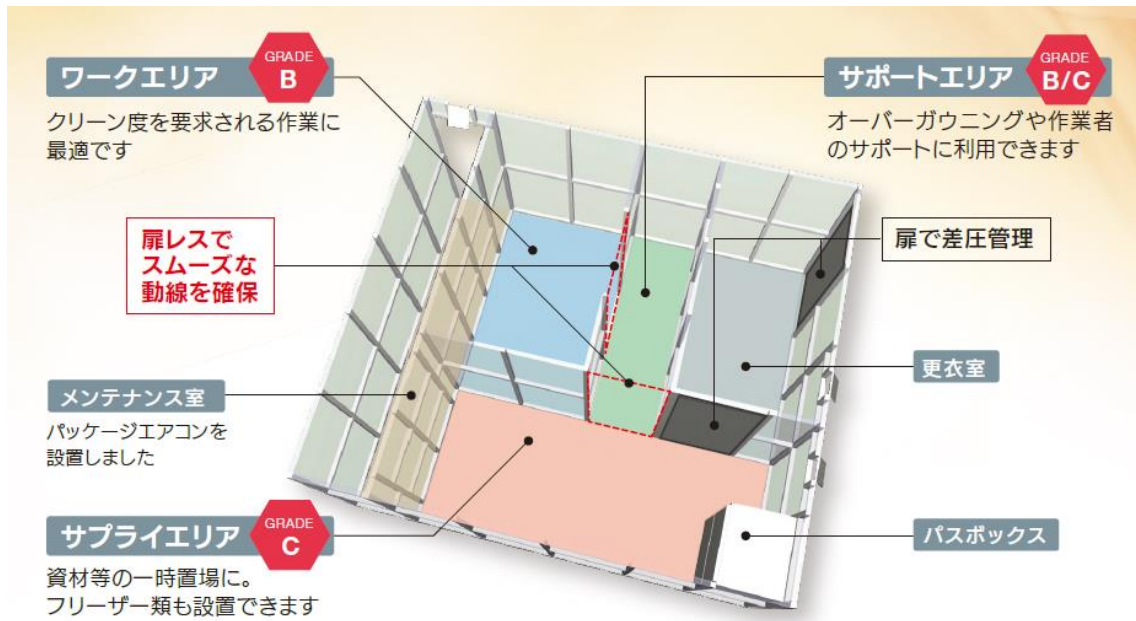 ワークエリア
GRADE
B
クリーン度を要求される作業に
最適です
サポートエリア
GRADE
B/C
オーバーガウニングや作業者
のサポートに利用できます
扉レスで
スムーズな
動線を確保
扉で差圧管理
更衣室
メンテナンス室
パッケージエアコンを
設置しました
サプライエリア
GRADE
C
資材等の一時置場に。
フリーザー類も設置できます
パスボックス